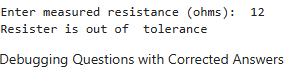 Enter measured resistance (ohms):  12
Resister is out of  tolerance
Debugging Questions with Corrected Answers